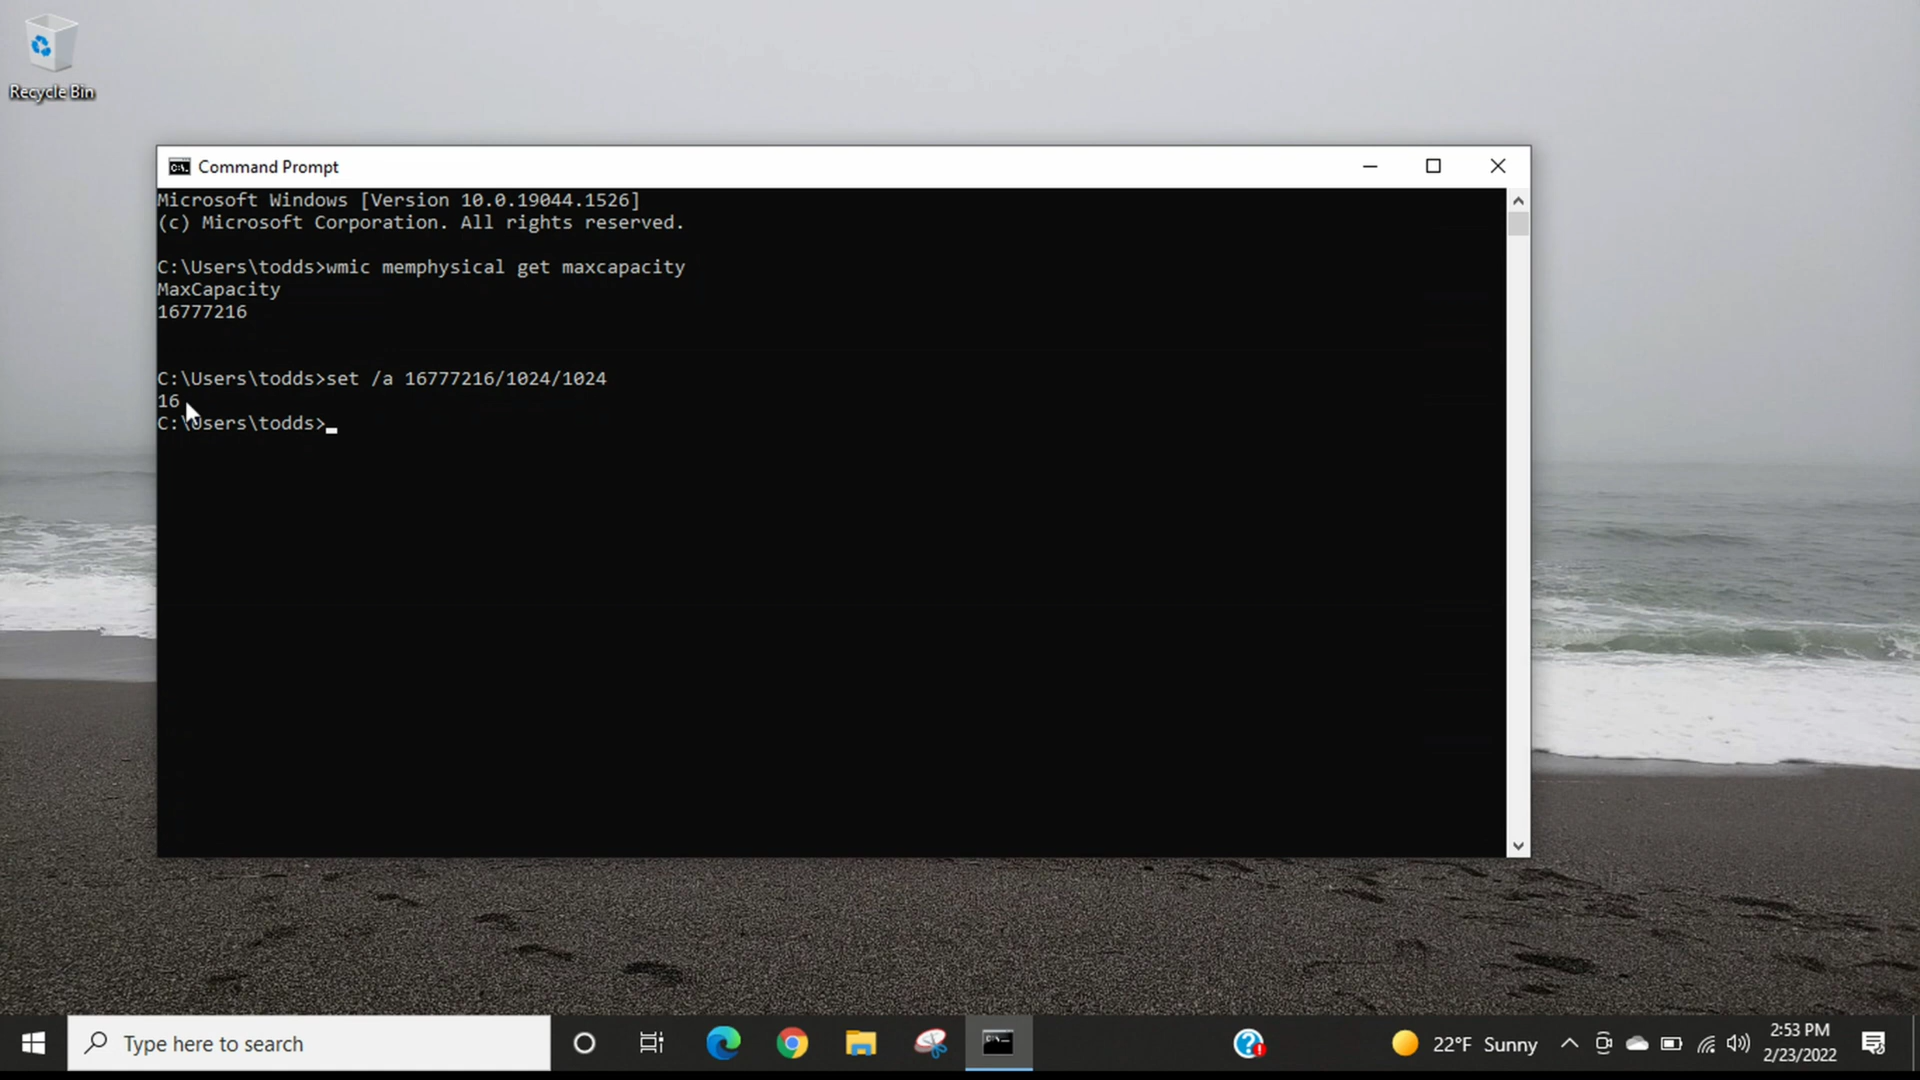 Recycle Bin
Command Prompt
Microsoft Windows [Version 10.0.19044.1526]
(c) Microsoft Corporation. All rights reserved.
C:\Users\todds>wmic memphysical get maxcapacity
MaxCapacity
16777216
C:\Users\todds>set /a 16777216/1024/1024
16
C:\Users\todds>
Type here to search
22°F Sunny
2:53 PM
2/23/2022